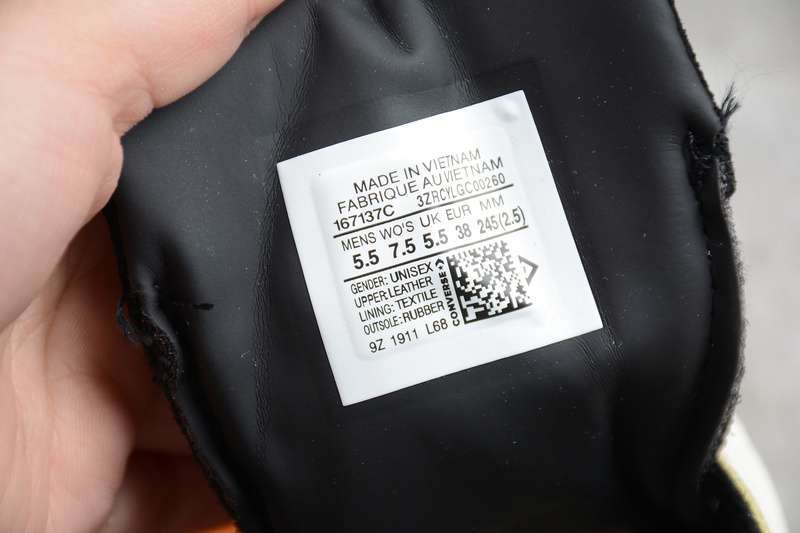 MADE IN VIETNAM
FABRIQUE AU VIETNAM
167137C 3ZRCYLGC00260
MENS WO'S UK EUR MM
5.5 7.5 5.5 38 245(2.5)
GENDER: UNISEX
UPPER:LEATHER
LINING: TEXTILE
OUTSOLE:RUBBER
9Z 1911 L68
CONVERSE